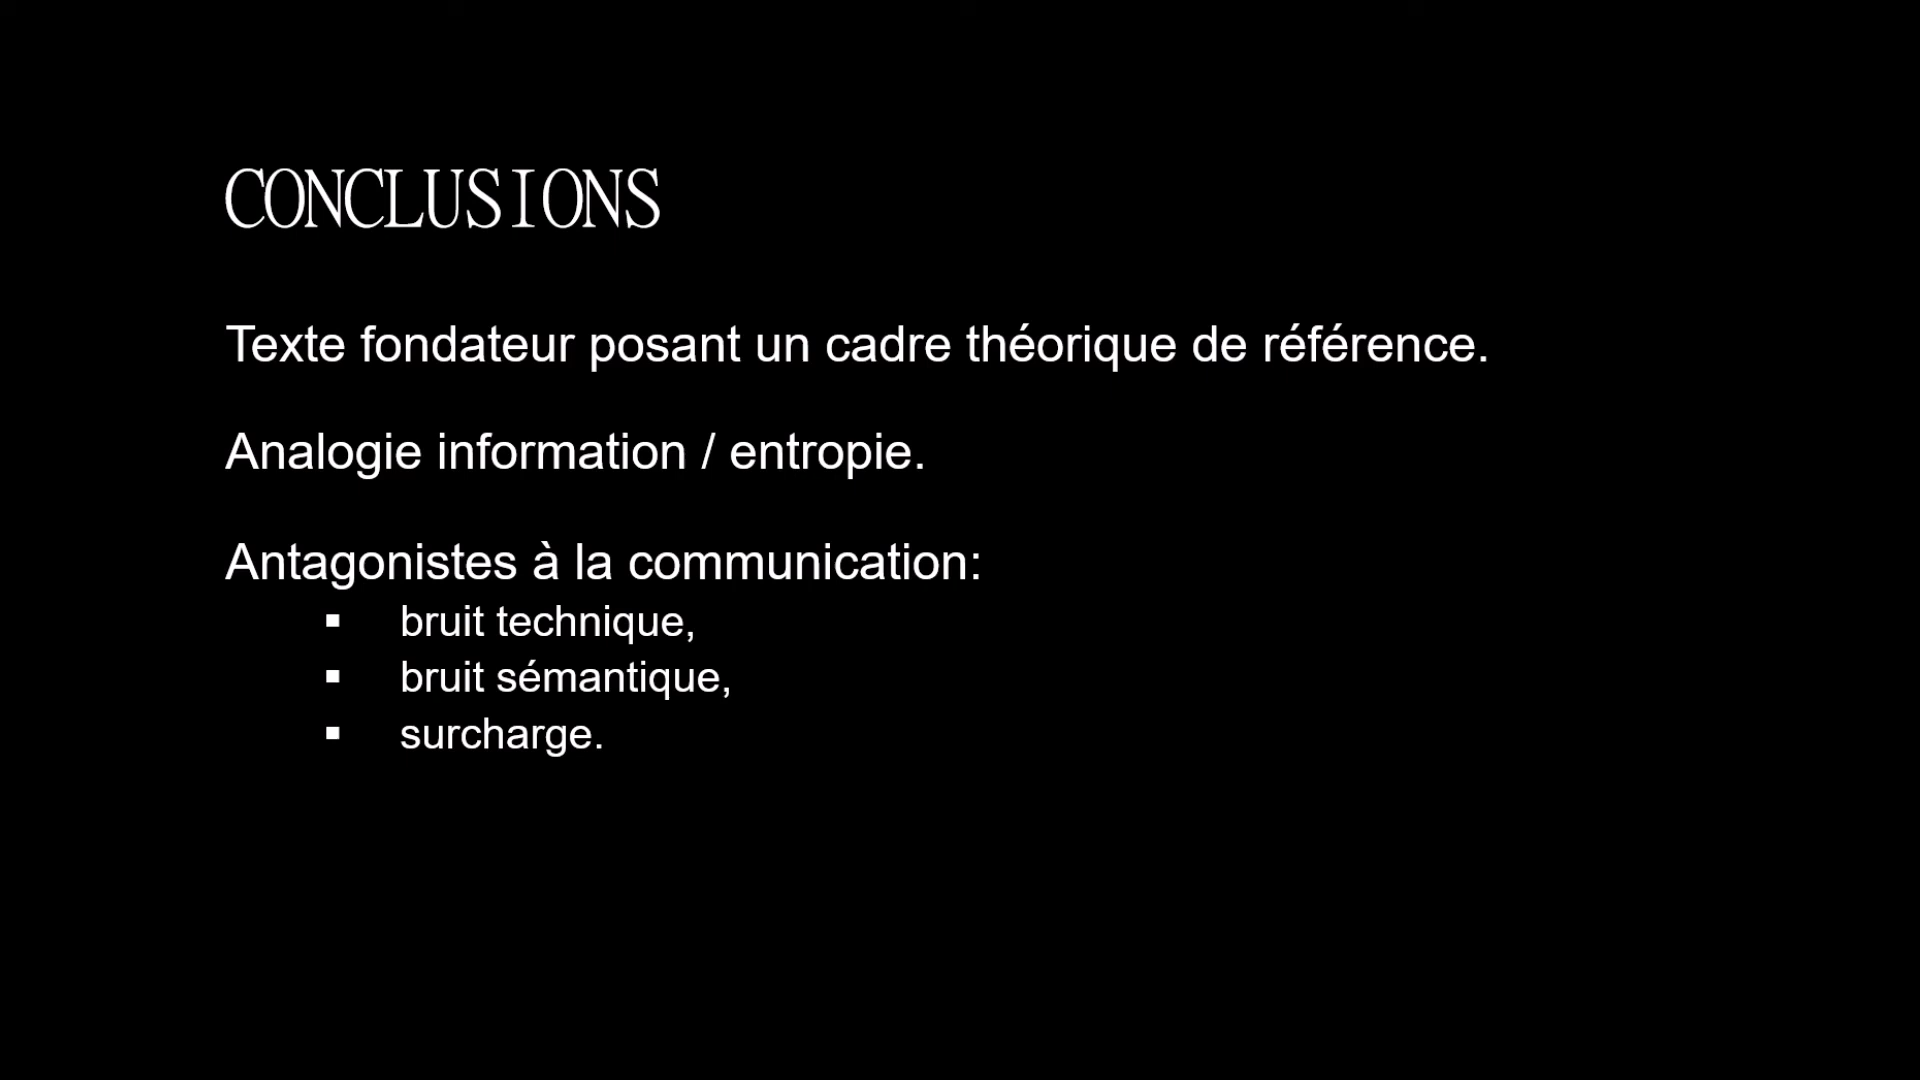 CONCLUSIONS
Texte fondateur posant un cadre théorique de référence.
Analogie information / entropie.
Antagonistes à la communication:
▪ bruit technique,
▪ bruit sémantique,
▪ surcharge.